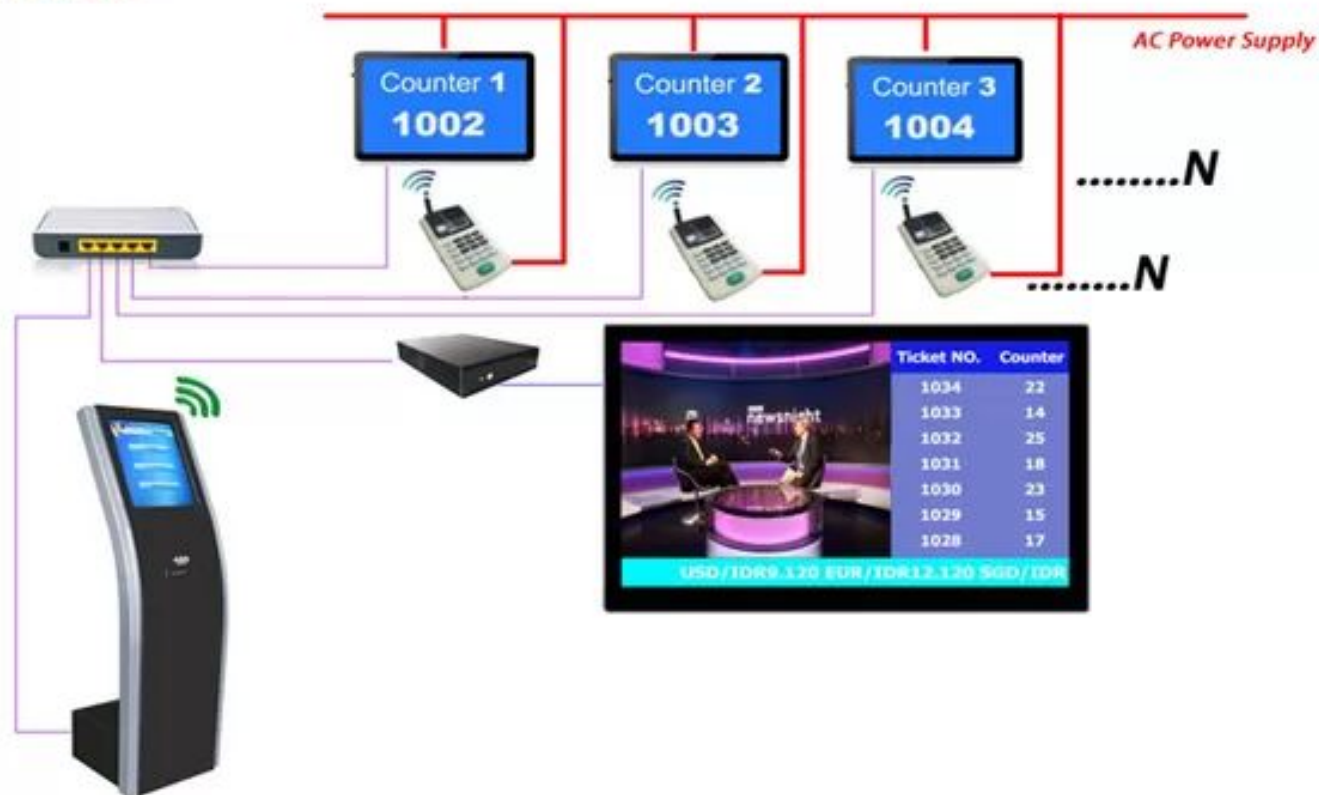 AC Power Supply
Counter 1
1002
Counter 2
1003
Counter 3
1004
........N
........N
newsnight
Ticket NO. Counter
1034 22
1033 14
1032 25
1031 18
1030 23
1029 15
1028 17
USD/IDR9.120 EUR/IDR12.120 SGD/IDR